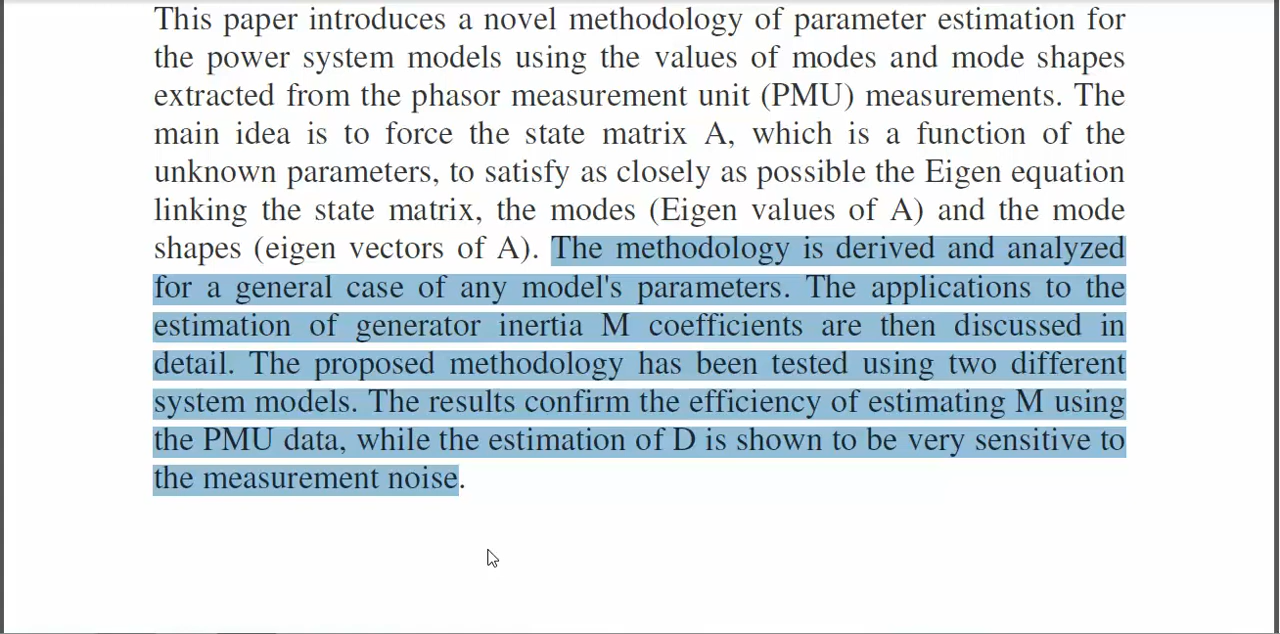 This paper introduces a novel methodology of parameter estimation for
the power system models using the values of modes and mode shapes
extracted from the phasor measurement unit (PMU) measurements. The
main idea is to force the state matrix A, which is a function of the
unknown parameters, to satisfy as closely as possible the Eigen equation
linking the state matrix, the modes (Eigen values of A) and the mode
shapes (eigen vectors of A). The methodology is derived and analyzed
for a general case of any model's parameters. The applications to the
estimation of generator inertia M coefficients are then discussed in
detail. The proposed methodology has been tested using two different
system models. The results confirm the efficiency of estimating M using
the PMU data, while the estimation of D is shown to be very sensitive to
the measurement noise.